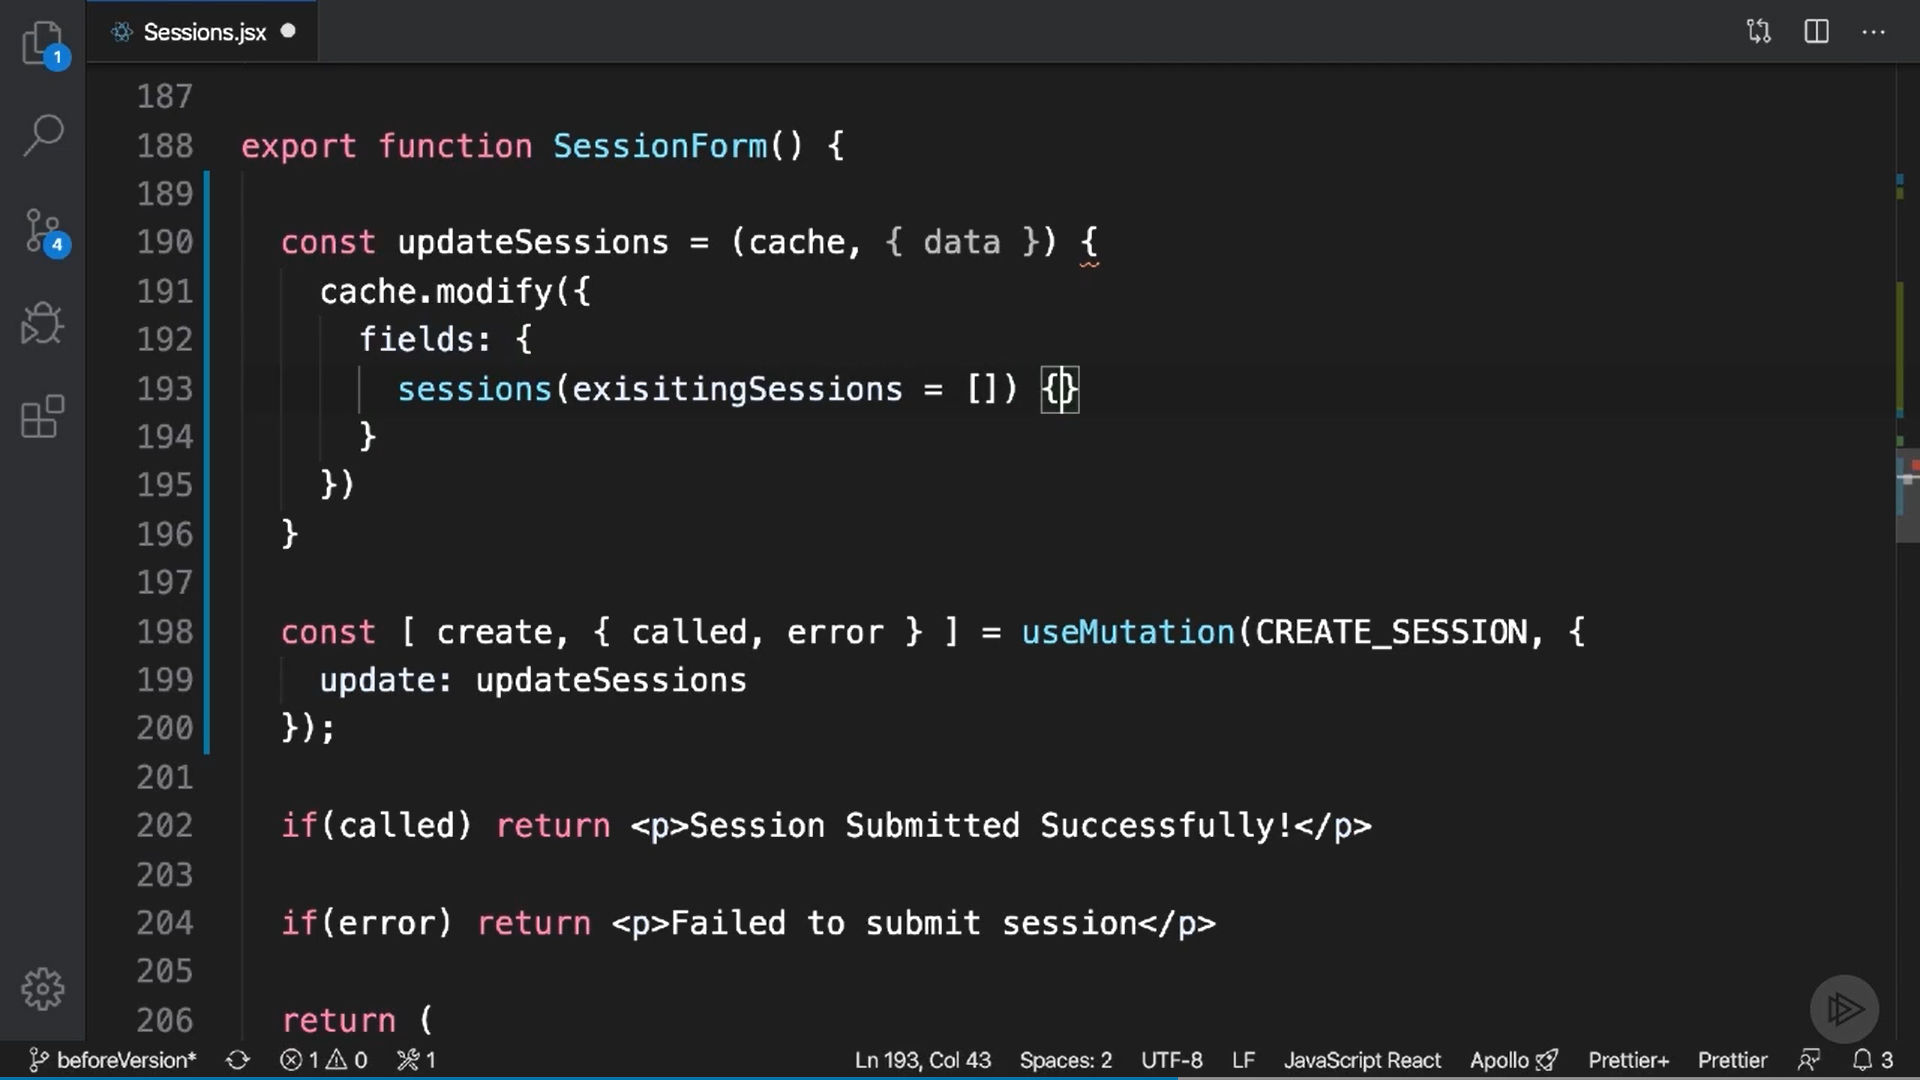 Sessions.jsx
1
4
187
188 export function SessionForm() {
189
190 const updateSessions = (cache, { data }) {
191 cache.modify({
192 fields: {
193 sessions(exisitingSessions = []) {}
194 }
195 })
196 }
197
198 const [ create, { called, error } ] = useMutation(CREATE_SESSION, {
199 update: updateSessions
200 });
201
202 if(called) return <p>Session Submitted Successfully!</p>
203
204 if(error) return <p>Failed to submit session</p>
205
206 return (
beforeVersion* 1 0 1 Ln 193, Col 43 Spaces: 2 UTF-8 LF JavaScript React Apollo Prettier+ Prettier 3